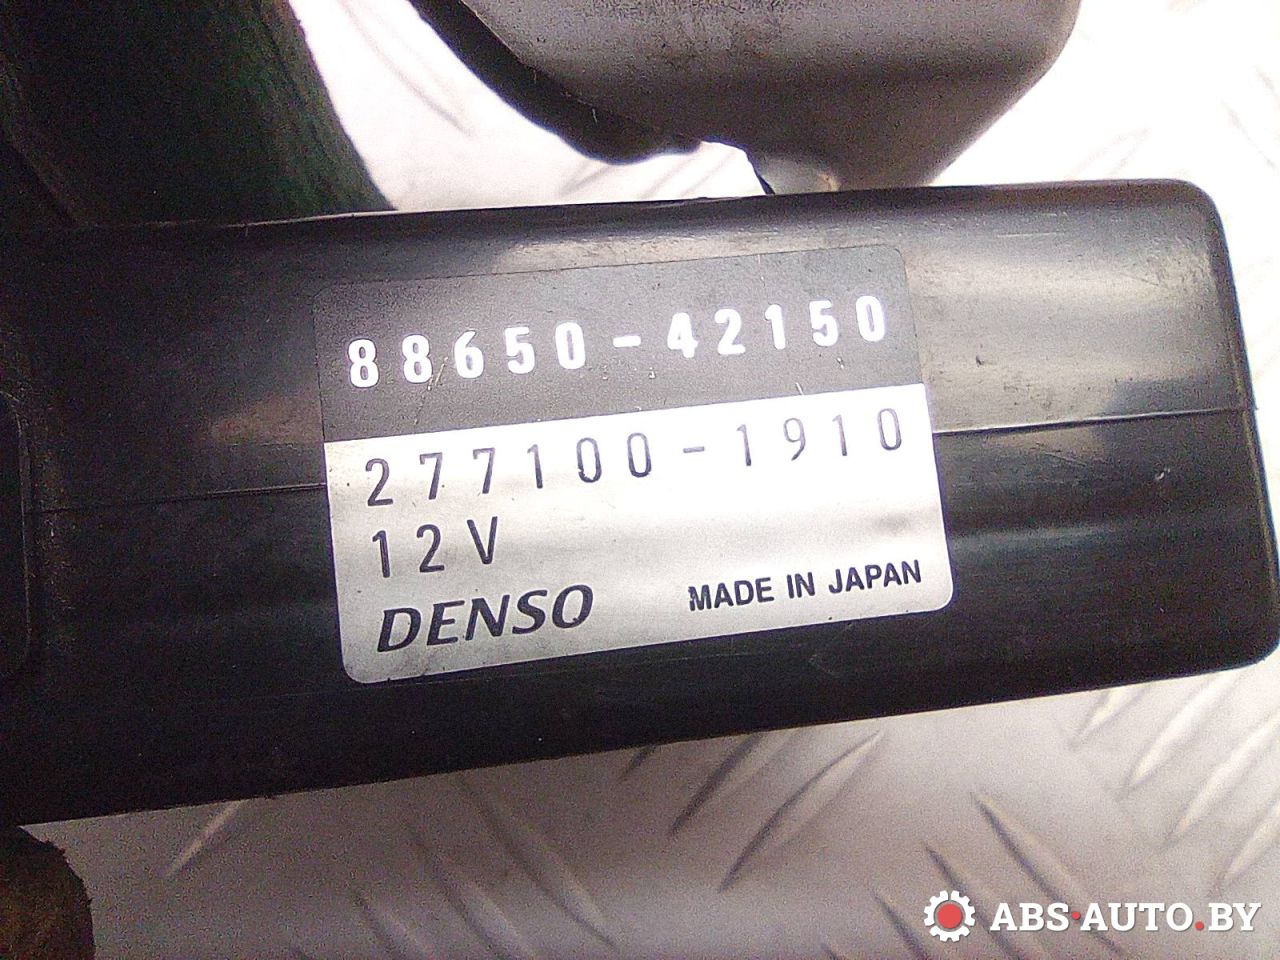 88650-42150
277100-1910
12V
DENSO MADE IN JAPAN
ABS·AUTO.BY